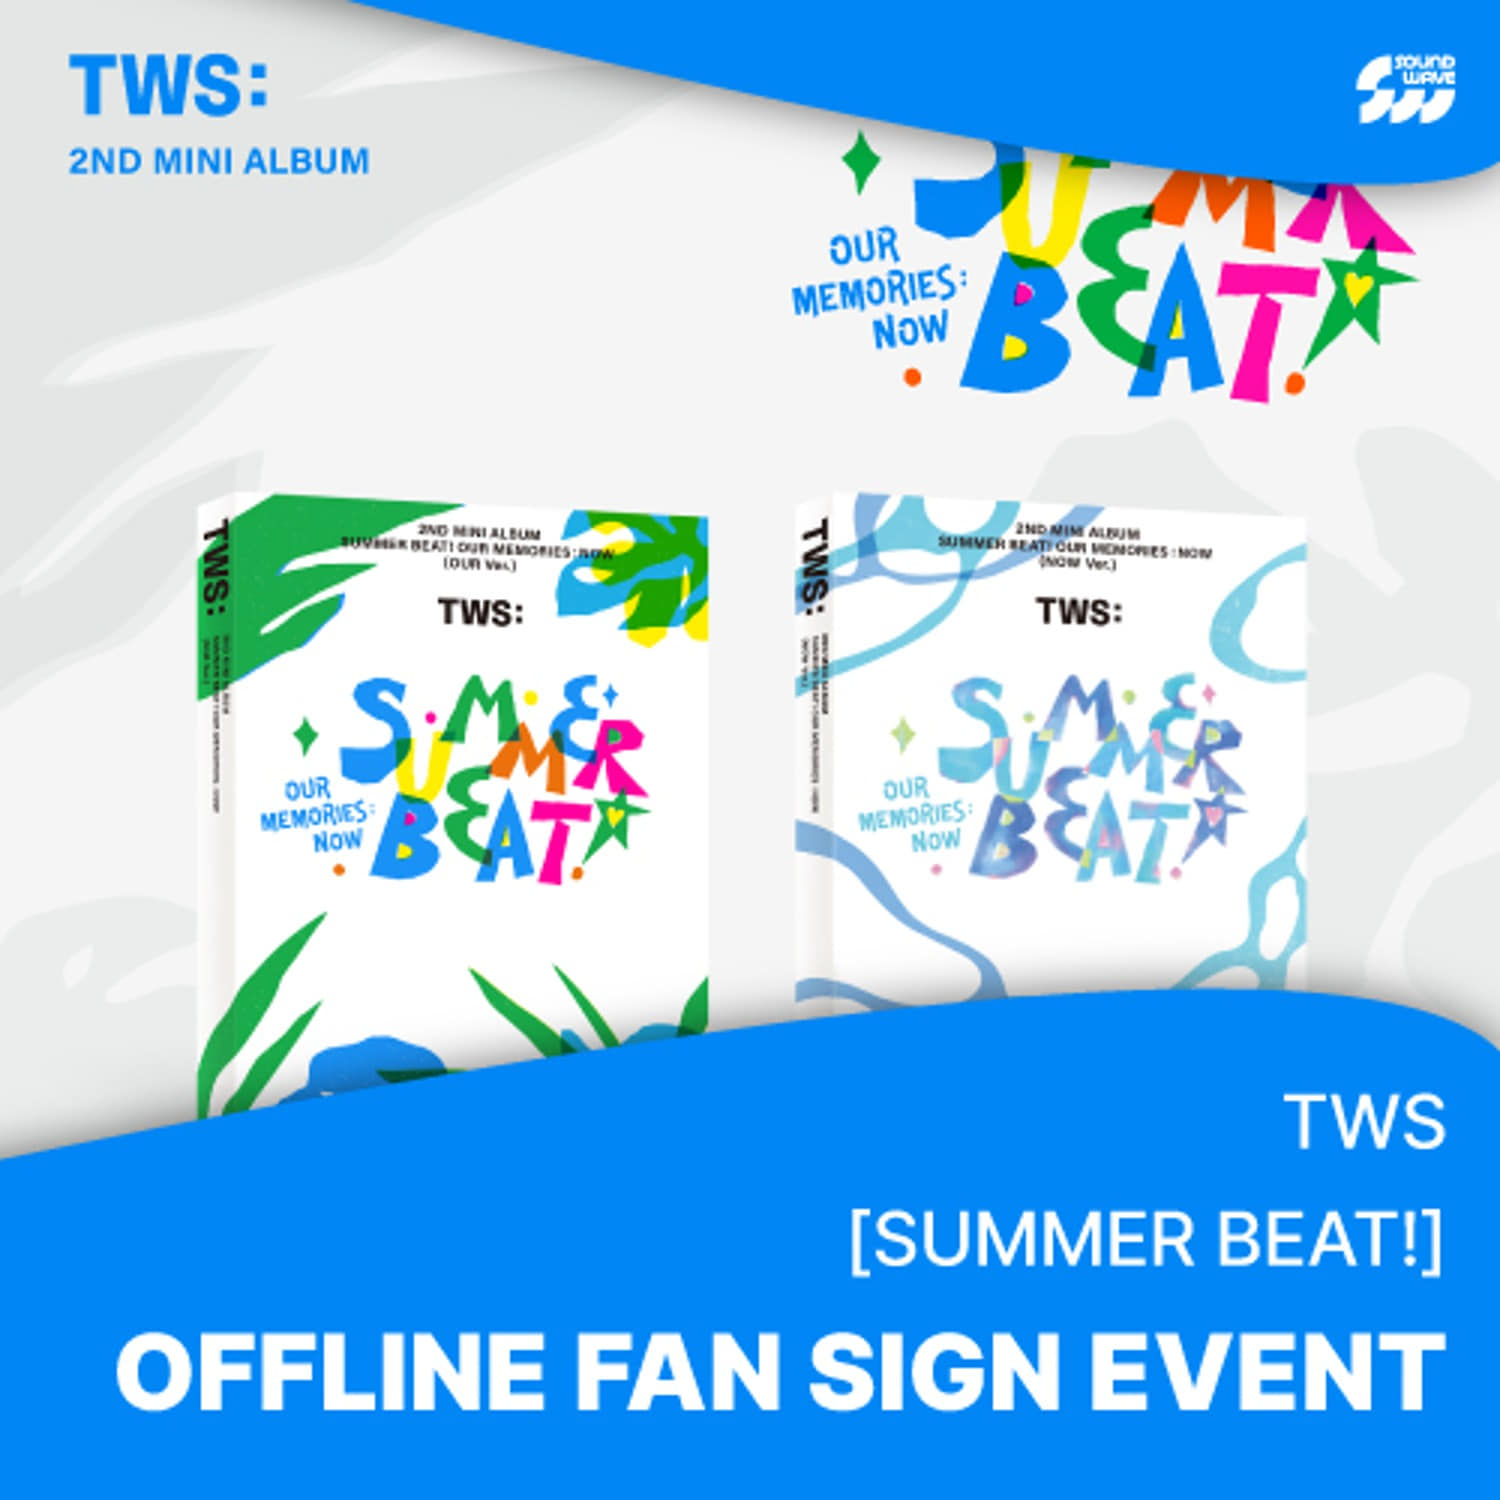 TWS:
2ND MINI ALBUM
SOUND
WAVE
SUMMER
OUR
MEMORIES:
NOW
BEAT!
TWS:
2ND MINI ALBUM
SUMMER BEAT! OUR MEMORIES : NOW
(OUR Ver.)
TWS:
SUMMER
OUR
MEMORIES:
NOW
BEAT!
TWS:
2ND MINI ALBUM
SUMMER BEAT! OUR MEMORIES : NOW
(NOW Ver.)
TWS:
SUMMER
OUR
MEMORIES:
NOW
BEAT!
TWS
[SUMMER BEAT!]
OFFLINE FAN SIGN EVENT